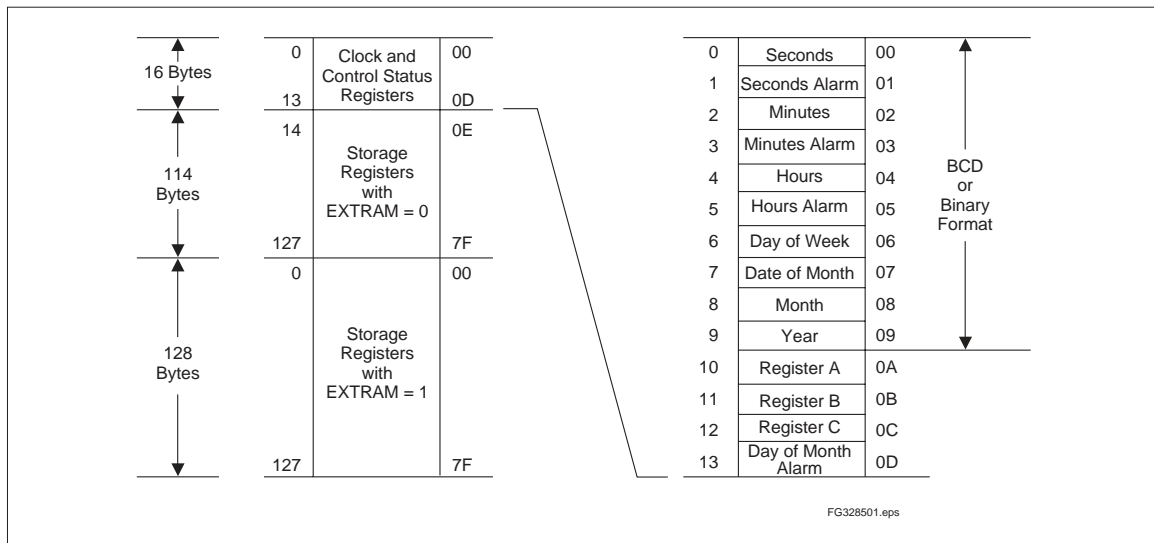 16 Bytes
114
Bytes
128
Bytes
0
13
14
127
0
127
Clock and
Control Status
Registers
Storage
Registers
with
EXTRAM = 0
Storage
Registers
with
EXTRAM = 1
00
0D
0E
7F
00
7F
0 Seconds 00
1 Seconds Alarm 01
2 Minutes 02
3 Minutes Alarm 03
4 Hours 04
5 Hours Alarm 05
6 Day of Week 06
7 Date of Month 07
8 Month 08
9 Year 09
10 Register A 0A
11 Register B 0B
12 Register C 0C
13 Day of Month
Alarm 0D
BCD
or
Binary
Format
FG328501.eps